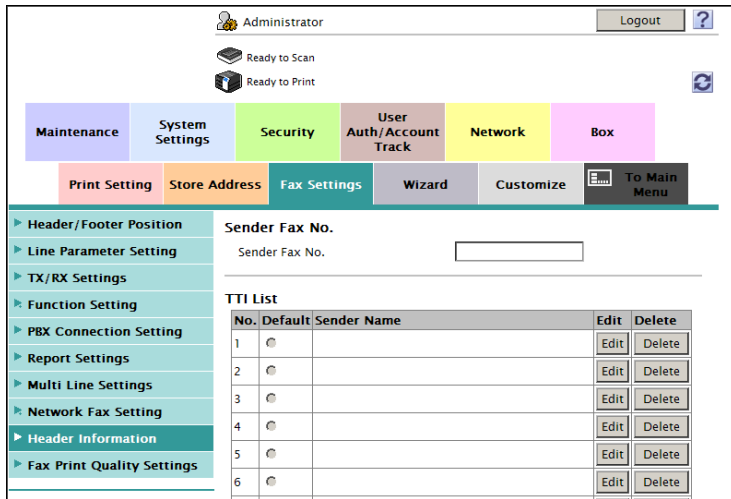 Administrator
Logout
?
Ready to Scan
Ready to Print
Maintenance
System
Settings
Security
User
Auth/Account
Track
Network
Box
Print Setting
Store Address
Fax Settings
Wizard
Customize
To Main
Menu
Header/Footer Position
Line Parameter Setting
TX/RX Settings
Function Setting
PBX Connection Setting
Report Settings
Multi Line Settings
Network Fax Setting
Header Information
Fax Print Quality Settings
Sender Fax No.
Sender Fax No.
TTI List
No. Default Sender Name Edit Delete
1 Edit Delete
2 Edit Delete
3 Edit Delete
4 Edit Delete
5 Edit Delete
6 Edit Delete